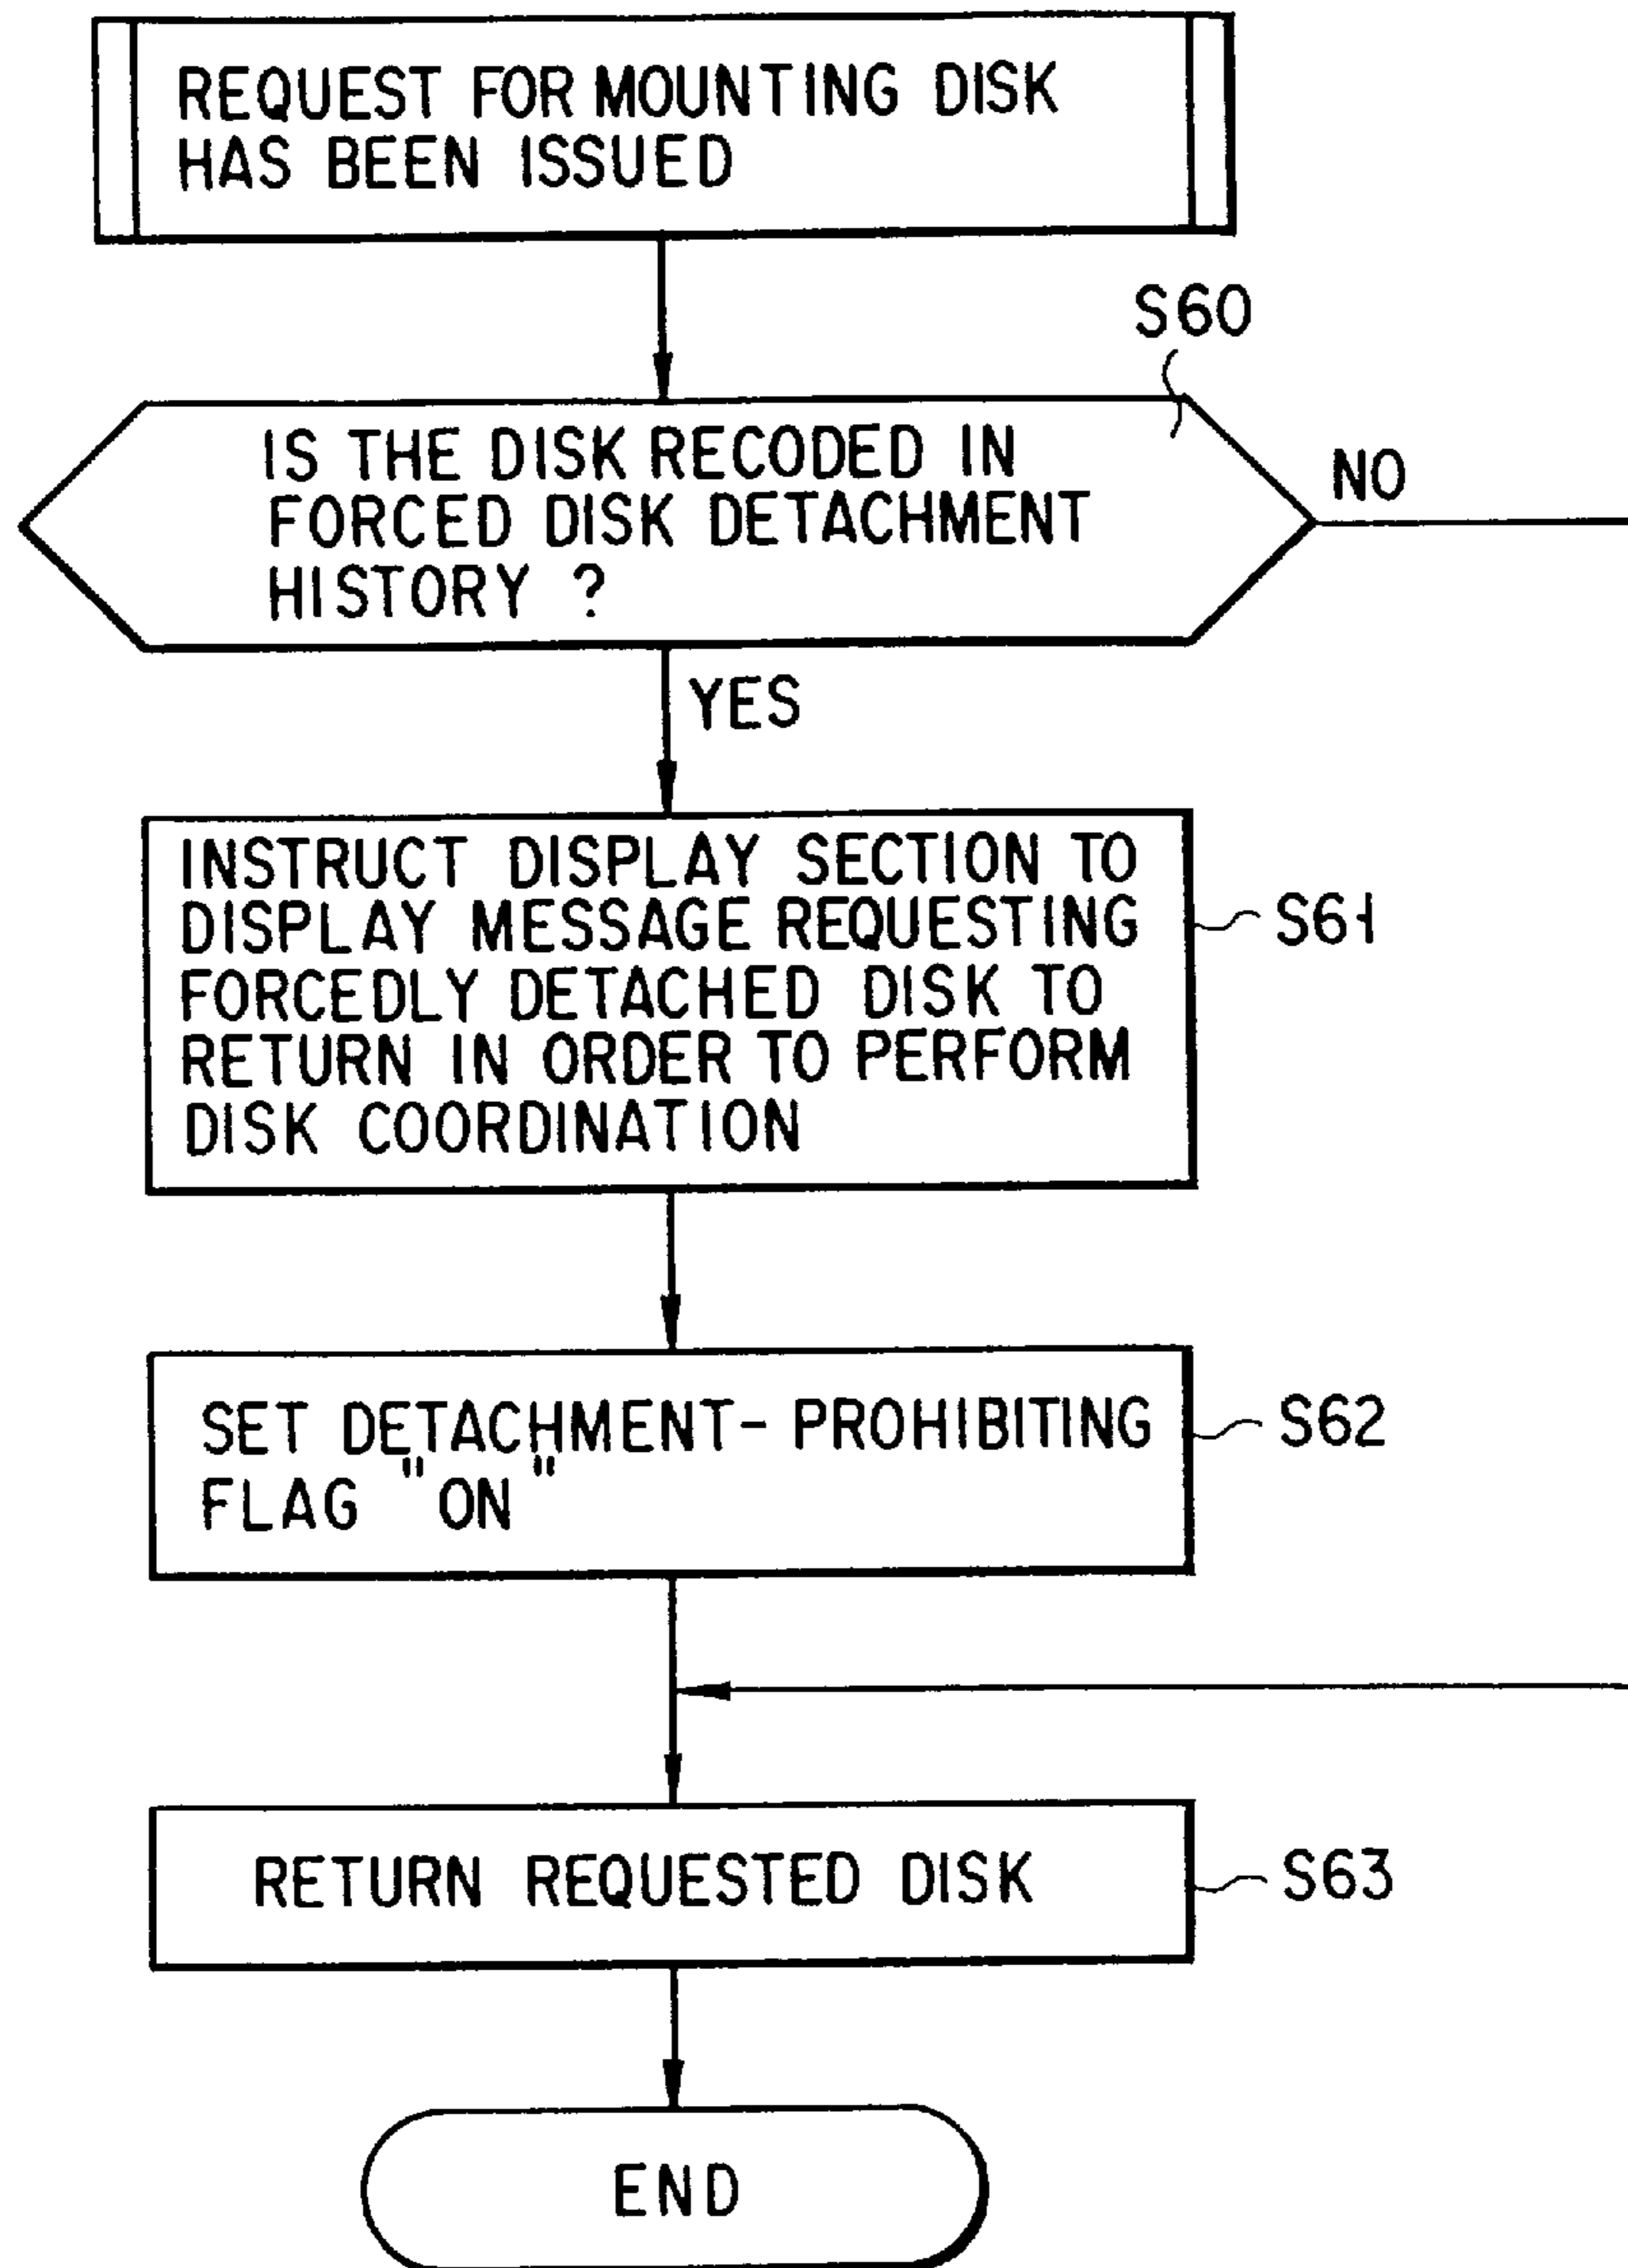 REQUEST FOR MOUNTING DISK
HAS BEEN ISSUED
S60
IS THE DISK RECODED IN
FORCED DISK DETACHMENT
HISTORY ?
NO
YES
INSTRUCT DISPLAY SECTION TO
DISPLAY MESSAGE REQUESTING
FORCEDLY DETACHED DISK TO
RETURN IN ORDER TO PERFORM
DISK COORDINATION
S61
SET DETACHMENT- PROHIBITING
FLAG "ON"
S62
RETURN REQUESTED DISK
S63
END